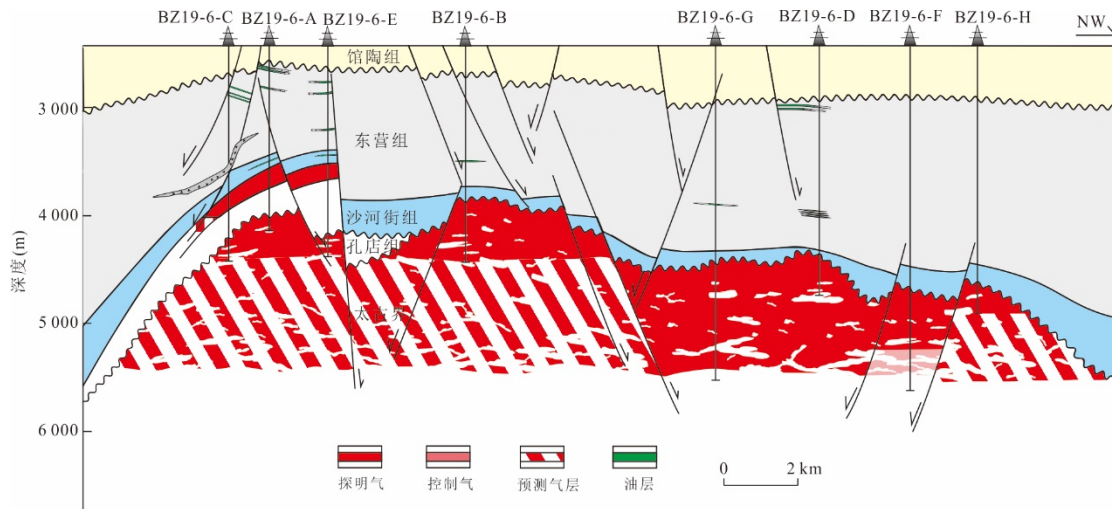 BZ19-6-C BZ19-6-A BZ19-6-E BZ19-6-B BZ19-6-G BZ19-6-D BZ19-6-F BZ19-6-H NW
馆陶组
3 000
东营组
4 000
沙河街组
孔店组
深度(m)
太古界
5 000
6 000
0 2 km
探明气 控制气 预测气层 油层